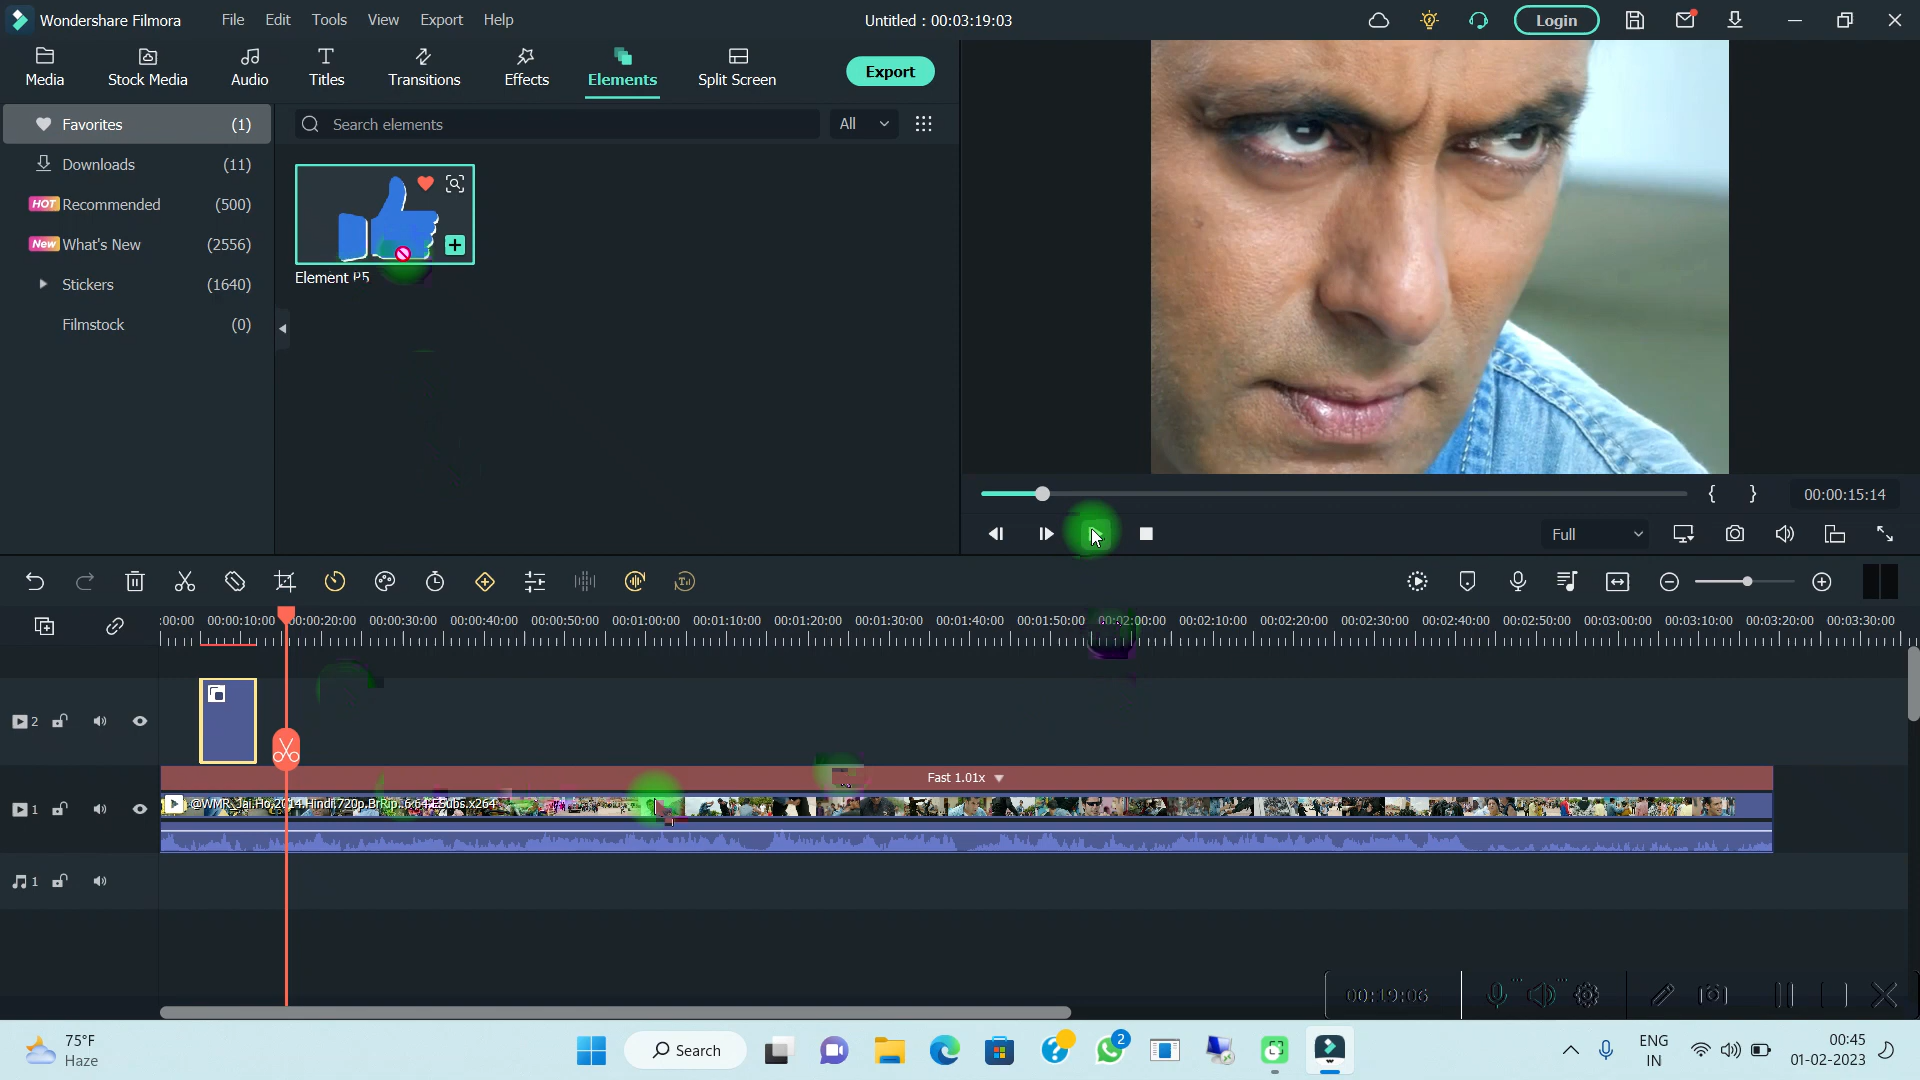 Wondershare Filmora
File Edit Tools View Export Help
Untitled : 00:03:19:03
Login
Media
Stock Media
Audio
Titles
Transitions
Effects
Elements
Split Screen
Export
Favorites (1)
Downloads (11)
HOT Recommended (500)
New What's New (2556)
Stickers (1640)
Filmstock (0)
Search elements
All
Element P5
00:00:15:14
Full
:00:00 00:00:10:00 00:00:20:00 00:00:30:00 00:00:40:00 00:00:50:00 00:01:00:00 00:01:10:00 00:01:20:00 00:01:30:00 00:01:40:00 00:01:50:00 00:02:00:00 00:02:10:00 00:02:20:00 00:02:30:00 00:02:40:00 00:02:50:00 00:03:00:00 00:03:10:00 00:03:20:00 00:03:30:00
2
Fast 1.01x
1
1
00:19:06
75°F
Haze
Search
2
ENG
IN
00:45
01-02-2023